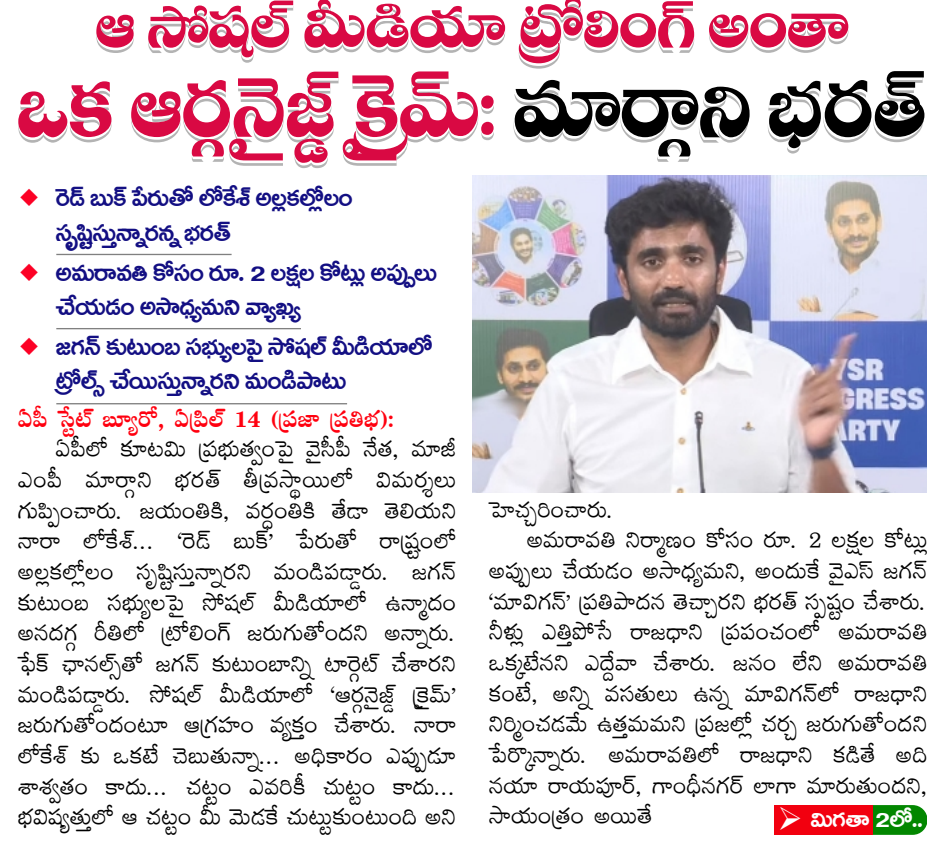 ఆ సోషల్ మీడియా ట్రోలింగ్ అంతా
ఒక ఆర్గనైజ్డ్ క్రైమ్: మార్గాని భరత్
రెడ్ బుక్ పేరుతో లోకేశ్ అల్లకల్లోలం
సృష్టిస్తున్నారన్న భరత్
అమరావతి కోసం రూ. 2 లక్షల కోట్లు అప్పులు
చేయడం అసాధ్యమని వ్యాఖ్య
జగన్ కుటుంబ సభ్యులపై సోషల్ మీడియాలో
ట్రోల్స్ చేయిస్తున్నారని మండిపాటు
ఏపీ స్టేట్ బ్యూరో, ఏప్రిల్ 14 (ప్రజా ప్రతిభ):
ఏపీలో కూటమి ప్రభుత్వంపై వైసీపీ నేత, మాజీ
ఎంపీ మార్గాని భరత్ తీవ్రస్థాయిలో విమర్శలు
గుప్పించారు. జయంతికి, వర్ధంతికి తేడా తెలియని
నారా లోకేశ్... 'రెడ్ బుక్' పేరుతో రాష్ట్రంలో
అల్లకల్లోలం సృష్టిస్తున్నారని మండిపడ్డారు. జగన్
కుటుంబ సభ్యులపై సోషల్ మీడియాలో ఉన్మాదం
అనదగ్గ రీతిలో ట్రోలింగ్ జరుగుతోందని అన్నారు.
ఫేక్ ఛానల్స్‌తో జగన్ కుటుంబాన్ని టార్గెట్ చేశారని
మండిపడ్డారు. సోషల్ మీడియాలో 'ఆర్గనైజ్డ్ క్రైమ్'
జరుగుతోందంటూ ఆగ్రహం వ్యక్తం చేశారు. నారా
లోకేశ్ కు ఒకటే చెబుతున్నా... అధికారం ఎప్పుడూ
శాశ్వతం కాదు... చట్టం ఎవరికీ చుట్టం కాదు...
భవిష్యత్తులో ఆ చట్టం మీ మెడకే చుట్టుకుంటుంది అని
YSR
GRESS
ARTY
హెచ్చరించారు.
అమరావతి నిర్మాణం కోసం రూ. 2 లక్షల కోట్లు
అప్పులు చేయడం అసాధ్యమని, అందుకే వైఎస్ జగన్
'మావిగన్' ప్రతిపాదన తెచ్చారని భరత్ స్పష్టం చేశారు.
నీళ్లు ఎత్తిపోసే రాజధాని ప్రపంచంలో అమరావతి
ఒక్కటేనని ఎద్దేవా చేశారు. జనం లేని అమరావతి
కంటే, అన్ని వసతులు ఉన్న మావిగన్‌లో రాజధాని
నిర్మించడమే ఉత్తమమని ప్రజల్లో చర్చ జరుగుతోందని
పేర్కొన్నారు. అమరావతిలో రాజధాని కడితే అది
నయా రాయపూర్, గాంధీనగర్ లాగా మారుతుందని,
సాయంత్రం అయితే
మిగతా 2లో..